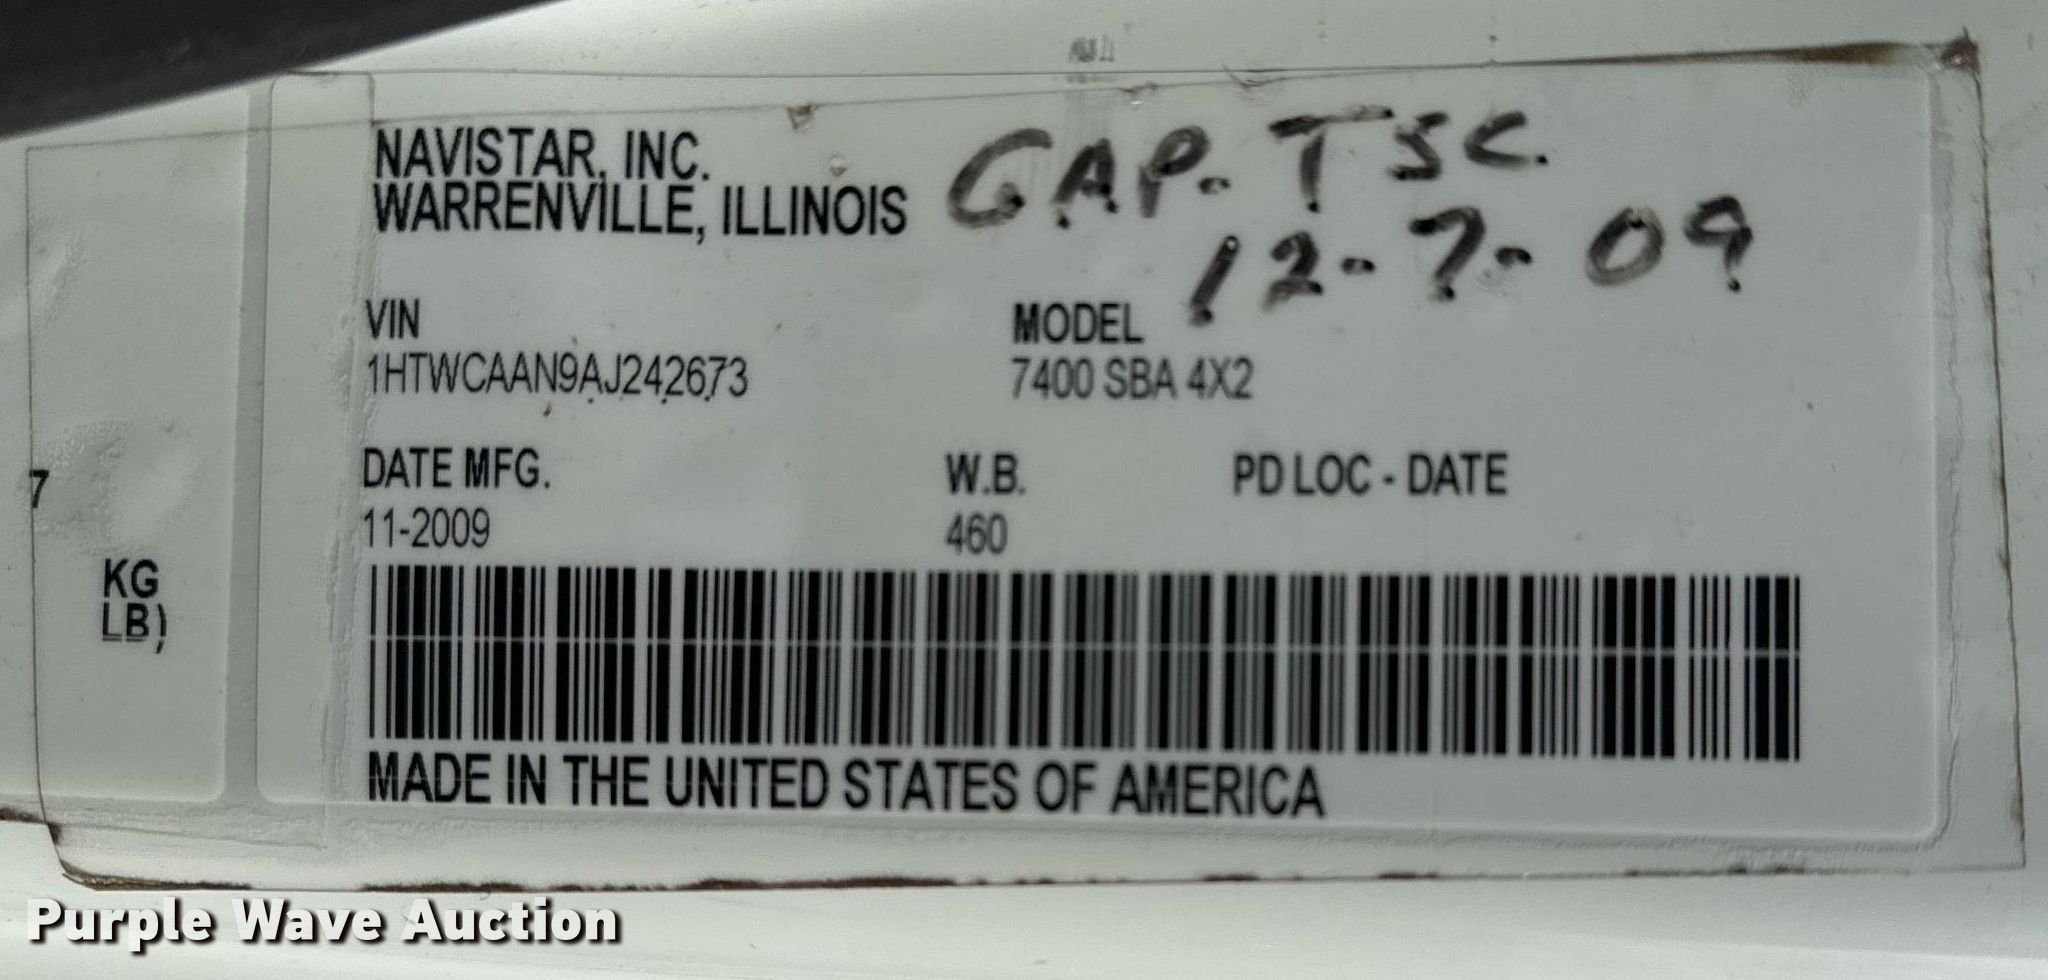 NAVISTAR, INC.
WARRENVILLE, ILLINOIS
CAP. TSC.
12-7-09
VIN
1HTWCAAN9AJ242673
MODEL
7400 SBA 4X2
DATE MFG.
11-2009
W.B.
460
PD LOC - DATE
7
KG
LB)
MADE IN THE UNITED STATES OF AMERICA
Purple Wave Auction